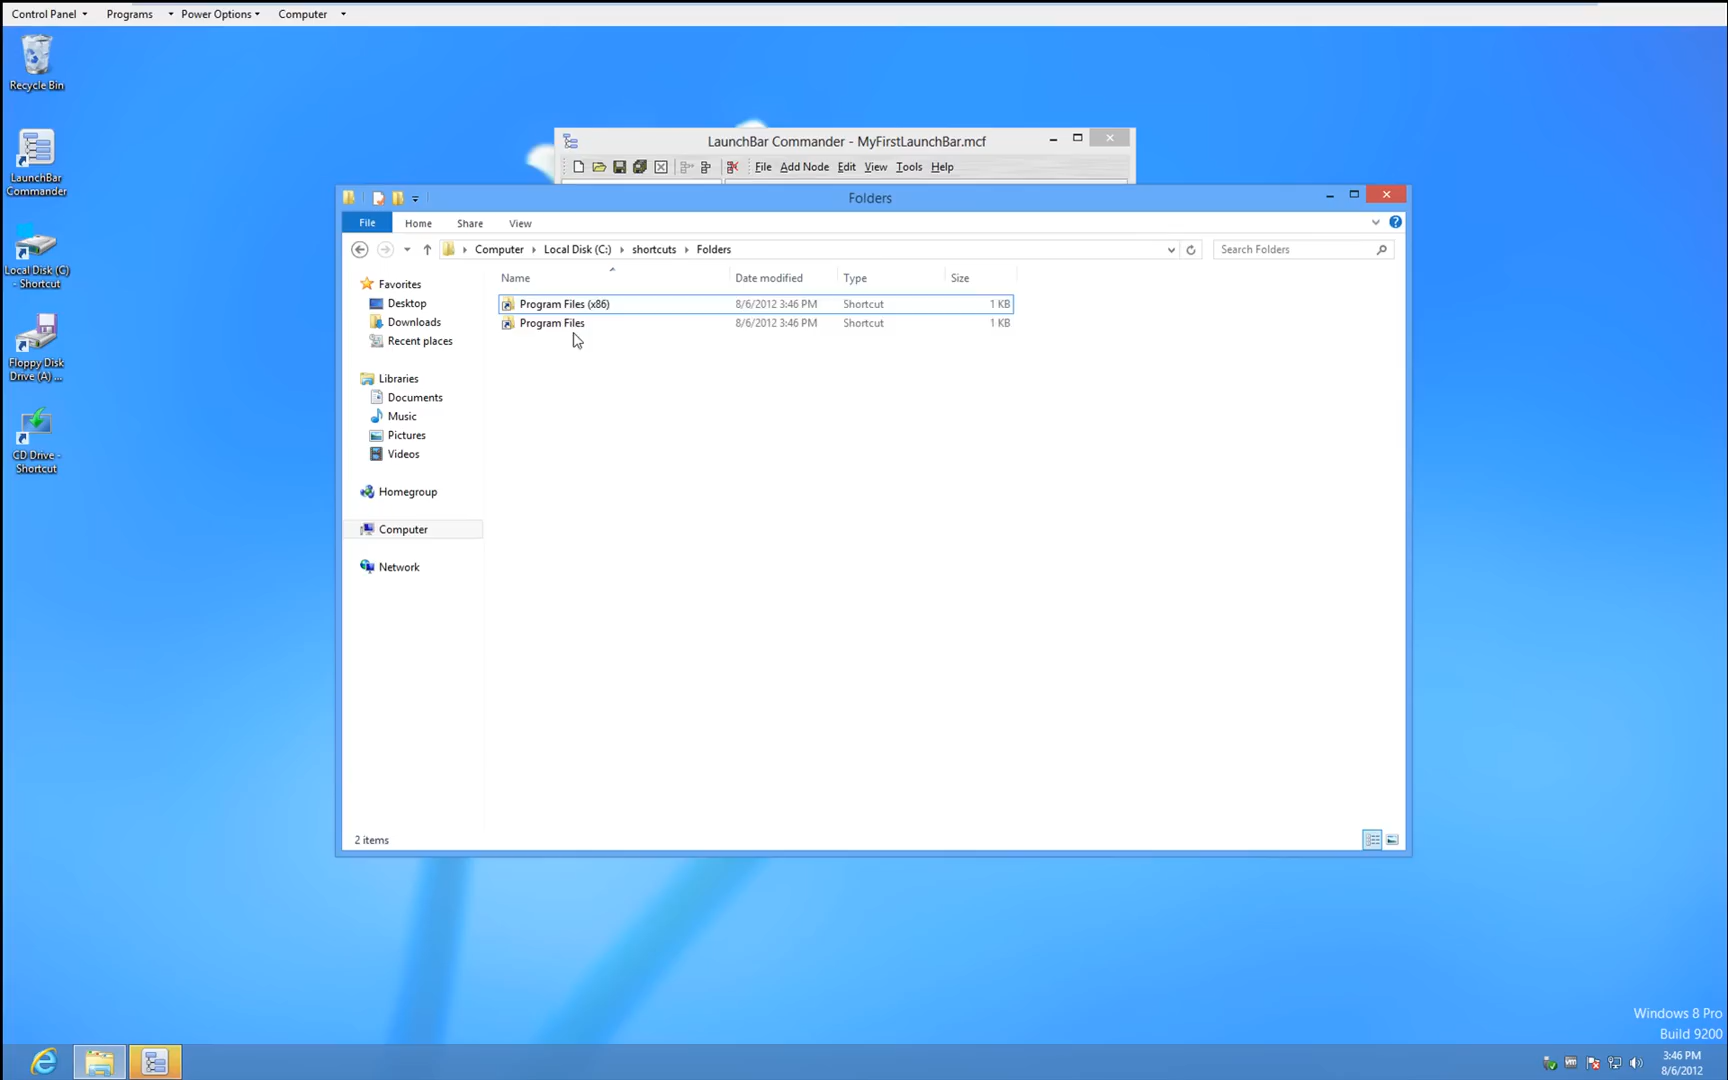 Control Panel Programs Power Options Computer
Recycle Bin
LaunchBar
Commander
Local Disk (C)
- Shortcut
Floppy Disk
Drive (A) ...
CD Drive -
Shortcut
LaunchBar Commander - MyFirstLaunchBar.mcf
File Add Node Edit View Tools Help
Folders
File Home Share View
Computer Local Disk (C:) shortcuts Folders
Search Folders
Name Date modified Type Size
Program Files (x86) 8/6/2012 3:46 PM Shortcut 1 KB
Program Files 8/6/2012 3:46 PM Shortcut 1 KB
Favorites
Desktop
Downloads
Recent places
Libraries
Documents
Music
Pictures
Videos
Homegroup
Computer
Network
2 items
Windows 8 Pro
Build 9200
3:46 PM
8/6/2012